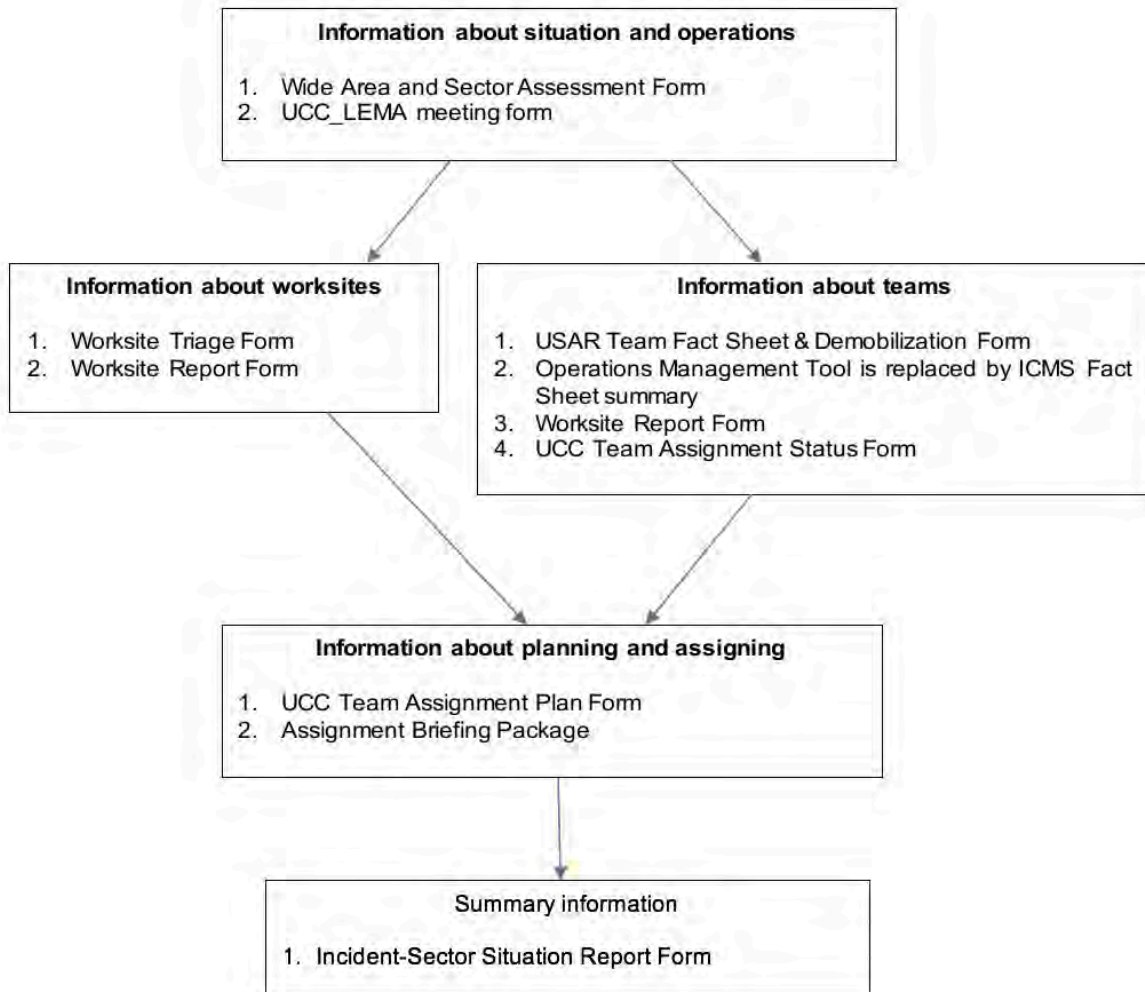 Information about situation and operations
1. Wide Area and Sector Assessment Form
2. UCC_LEMA meeting form
Information about worksites
1. Worksite Triage Form
2. Worksite Report Form
Information about teams
1. USAR Team Fact Sheet & Demobilization Form
2. Operations Management Tool is replaced by ICMS Fact
Sheet summary
3. Worksite Report Form
4. UCC Team Assignment Status Form
Information about planning and assigning
1. UCC Team Assignment Plan Form
2. Assignment Briefing Package
Summary information
1. Incident-Sector Situation Report Form